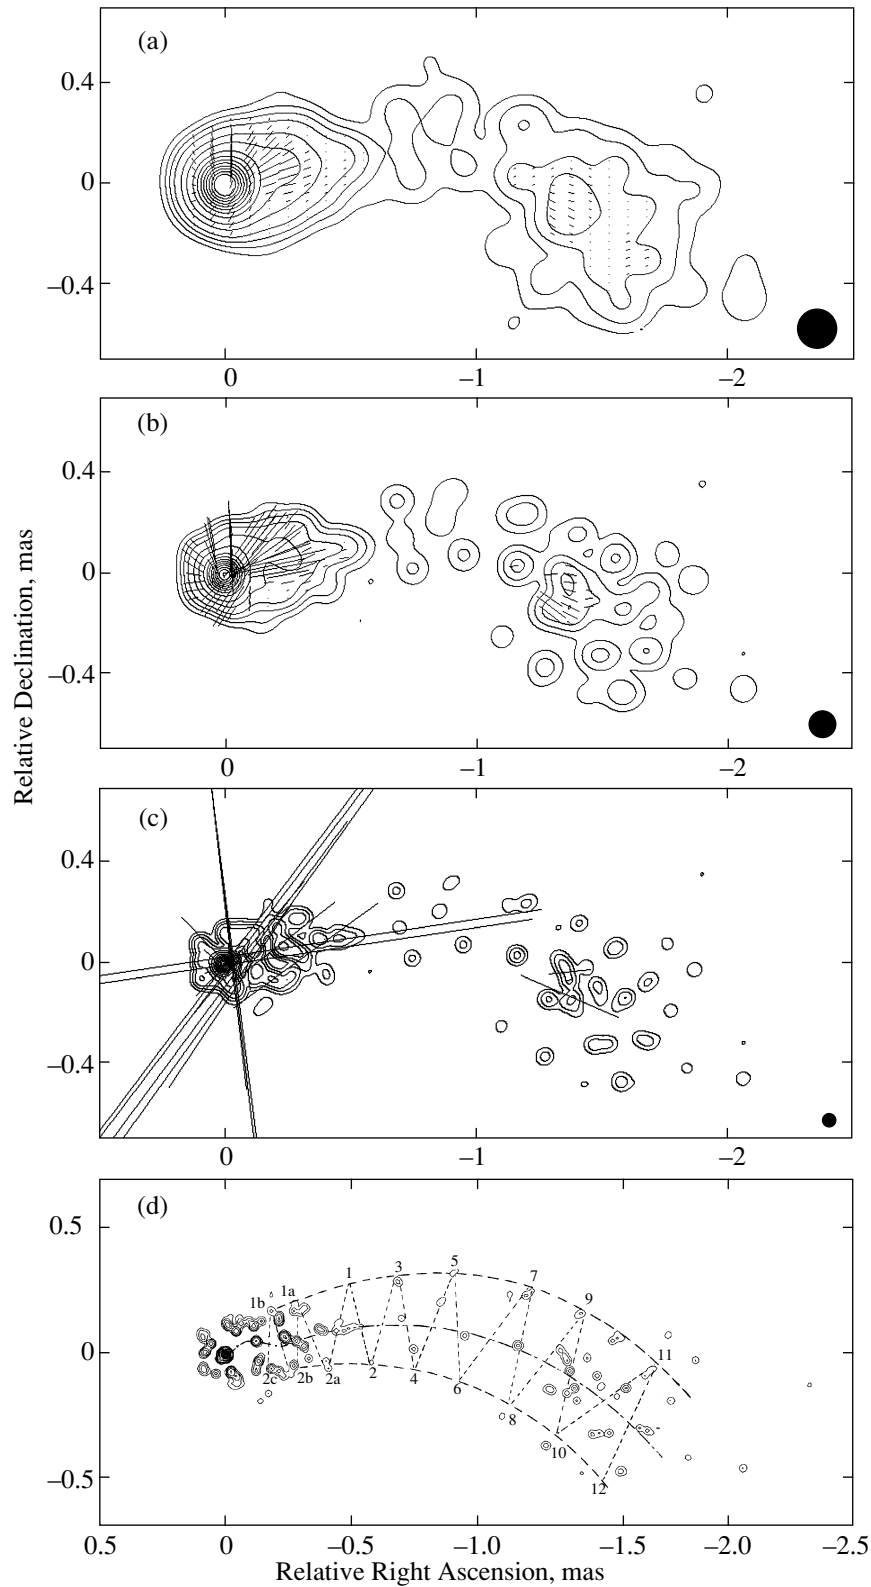 (a)
0.4
0
–0.4
0 –1 –2
(b)
0.4
0
–0.4
0 –1 –2
Relative Declination, mas
(c)
0.4
0
–0.4
0 –1 –2
(d)
0.5
0
–0.5
1b 1a 1 3 5 7 9 11
2c 2b 2a 2 4 6 8 10 12
0.5 0 –0.5 –1.0 –1.5 –2.0 –2.5
Relative Right Ascension, mas